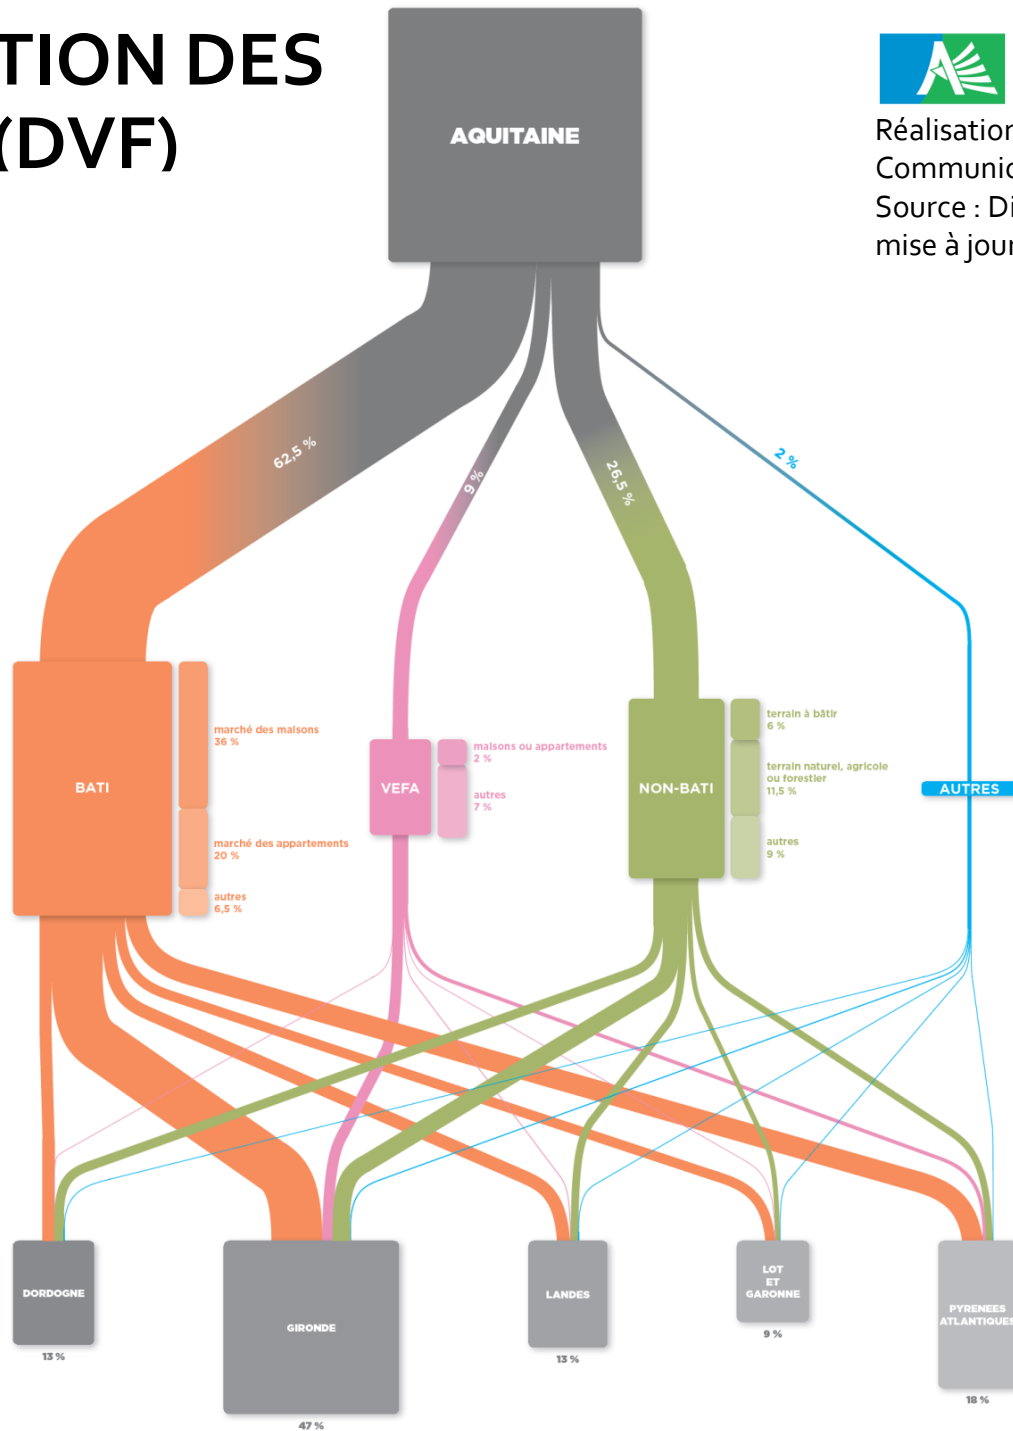 TION DES
(DVF)
AQUITAINE
Réalisation
Communic
Source : Di
mise à jour
62,5 %
9 %
26,5 %
2 %
BATI
marché des maisons
36 %
marché des appartements
20 %
autres
6,5 %
VEFA
maisons ou appartements
2 %
autres
7 %
NON-BATI
terrain à bâtir
6 %
terrain naturel, agricole
ou forestier
11,5 %
autres
9 %
AUTRES
DORDOGNE
13 %
GIRONDE
47 %
LANDES
13 %
LOT
ET
GARONNE
9 %
PYRENEES
ATLANTIQUES
18 %